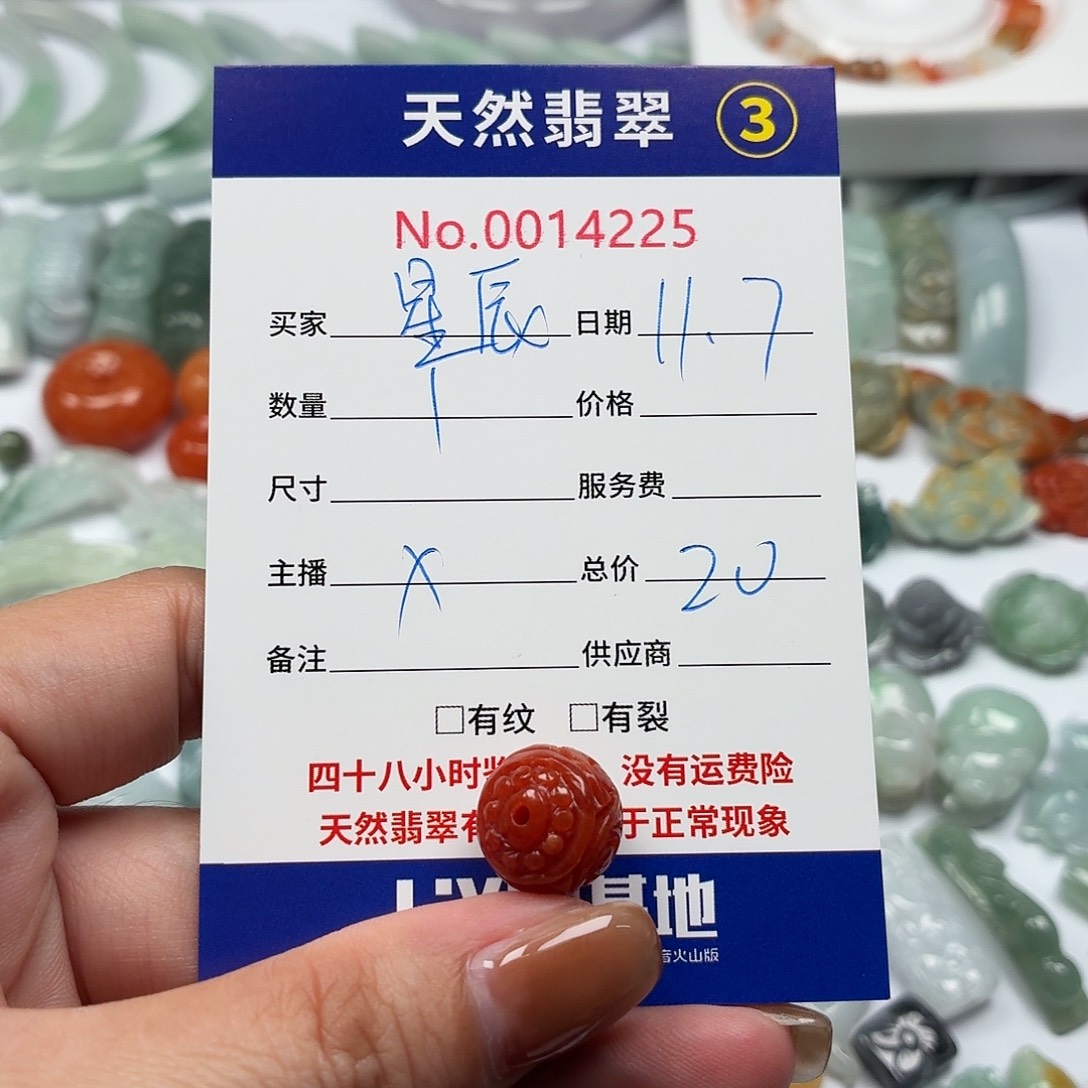 天然翡翠 ③
No.0014225
买家 星辰 日期 11.7
数量 1 价格
尺寸 服务费
主播 X 总价 20
备注 供应商
□有纹 □有裂
四十八小时 没有运费险
天然翡翠有 于正常现象
基地
火山版